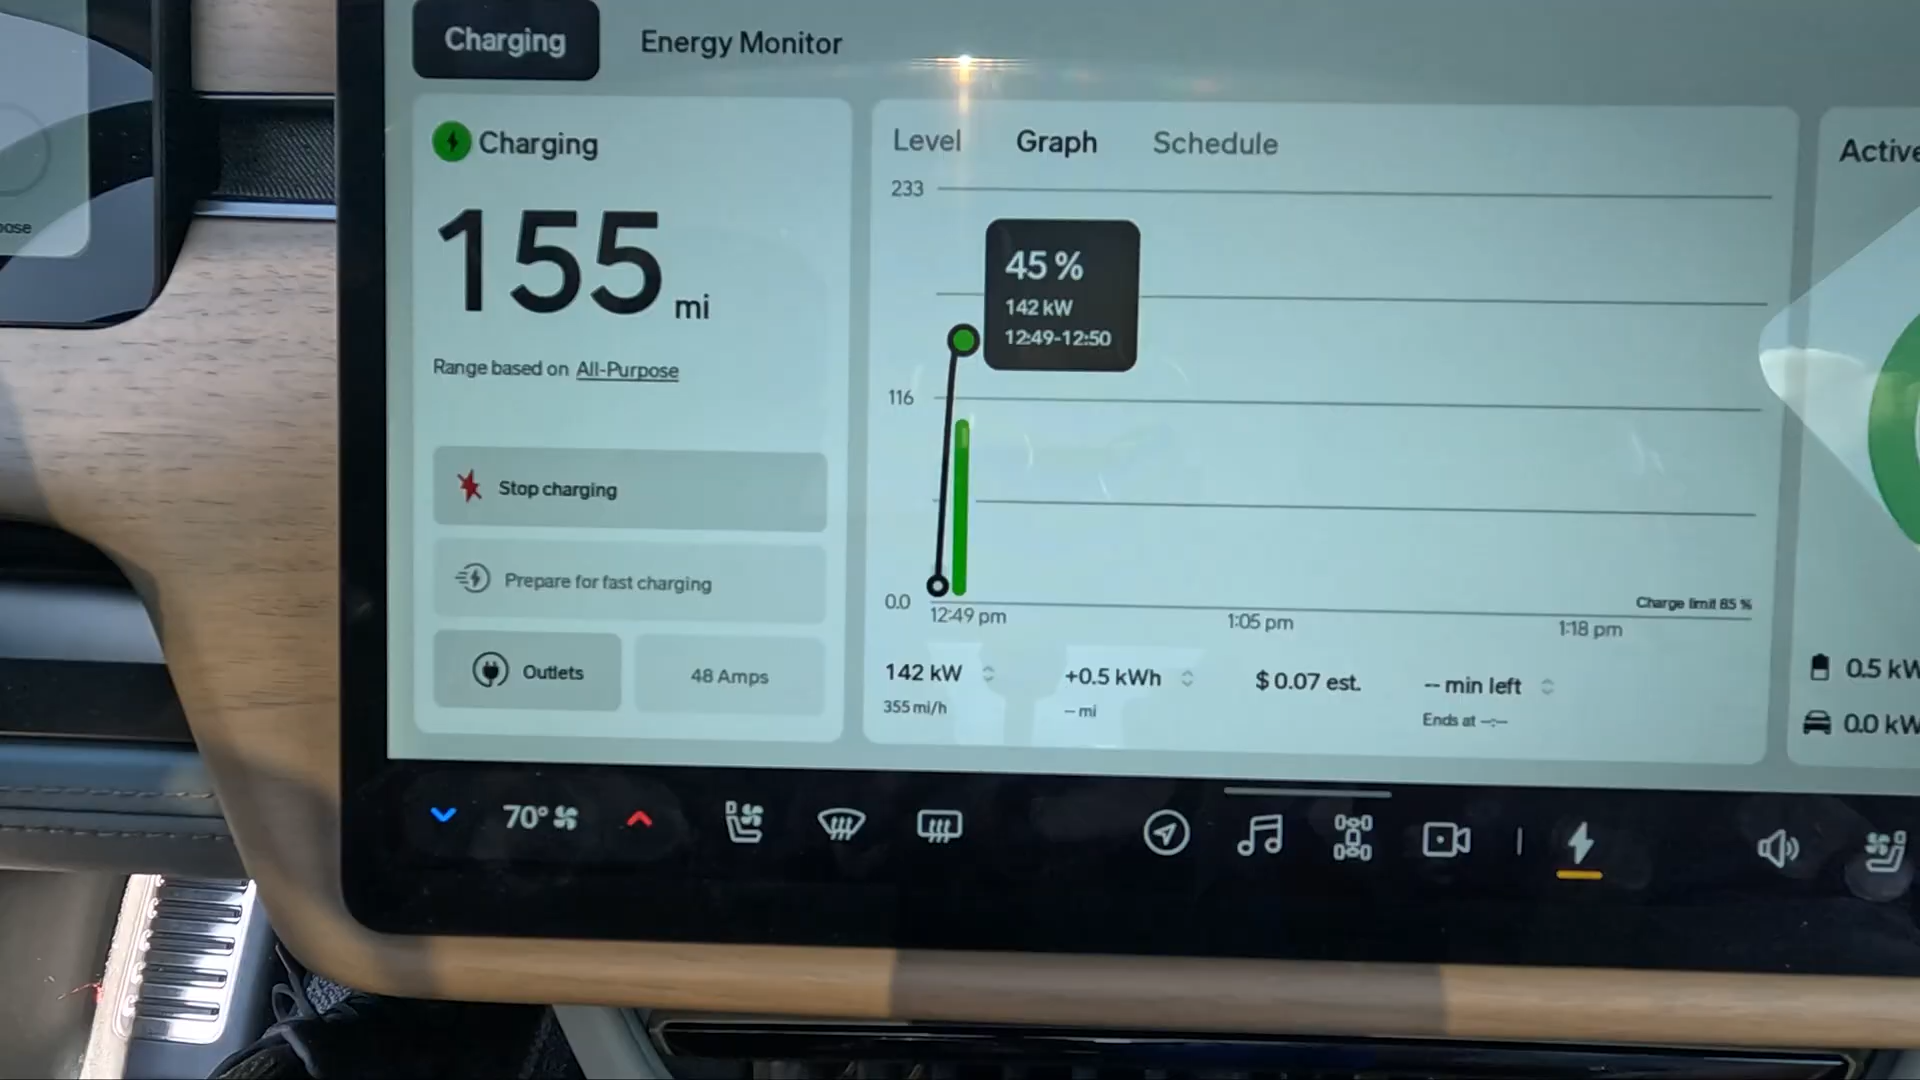 Charging
Energy Monitor
Charging
155 mi
Range based on All-Purpose
Stop charging
Prepare for fast charging
Outlets
48 Amps
Level
Graph
Schedule
233
116
0.0
45 %
142 kW
12:49-12:50
Charge limit 85 %
12:49 pm
1:05 pm
1:18 pm
142 kW
355 mi/h
+0.5 kWh
-- mi
$ 0.07 est.
-- min left
Ends at --:--
Active
0.5 kW
0.0 kW
70°